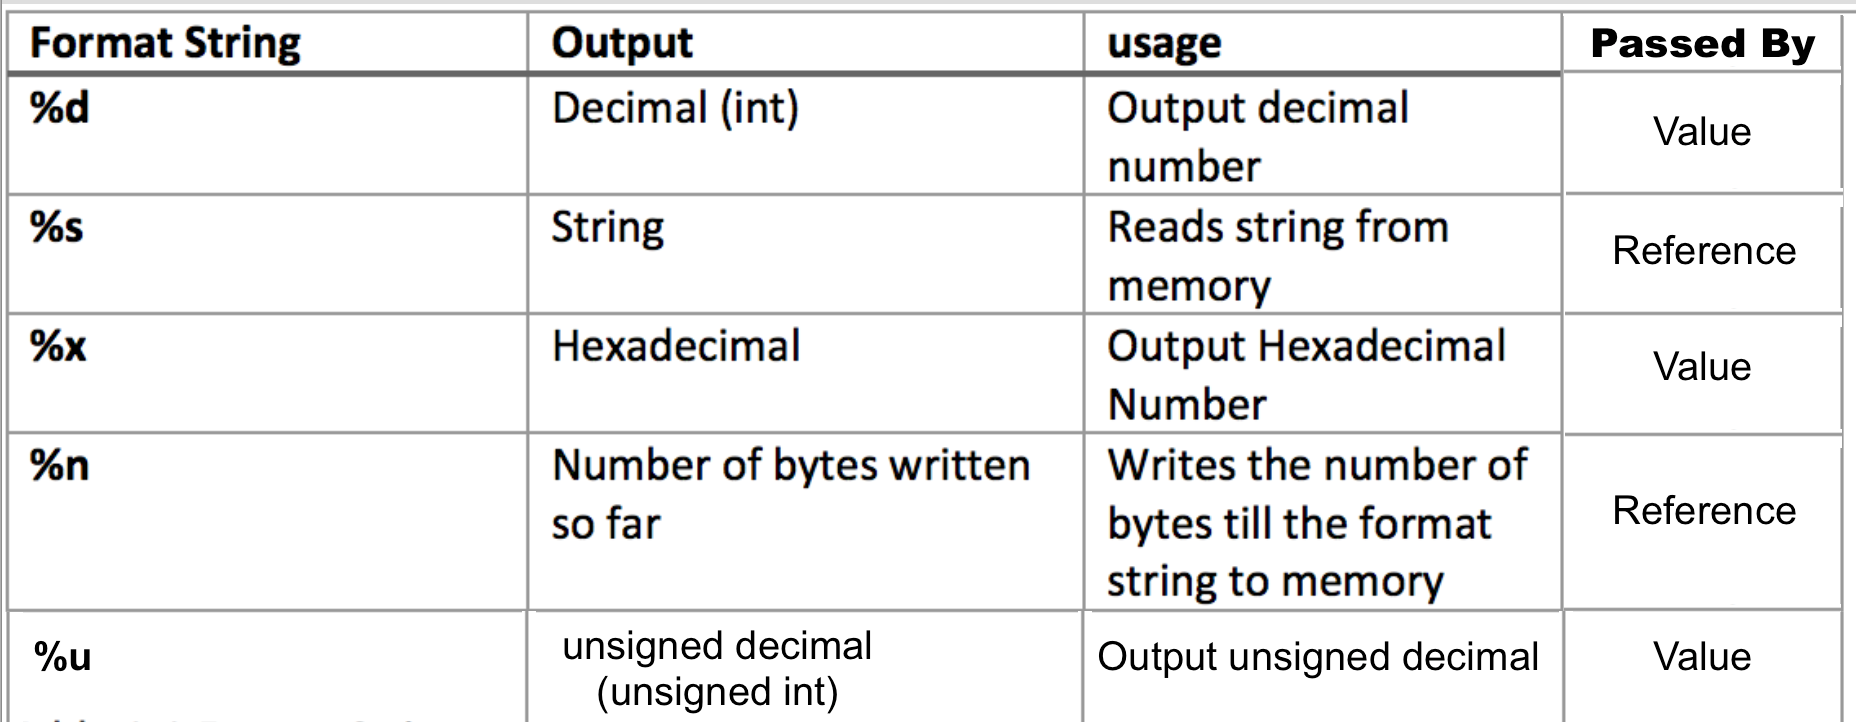 Format String Output usage Passed By
%d Decimal (int) Output decimal
number Value
%s String Reads string from
memory Reference
%x Hexadecimal Output Hexadecimal
Number Value
%n Number of bytes written
so far Writes the number of
bytes till the format
string to memory Reference
%u unsigned decimal
(unsigned int) Output unsigned decimal Value